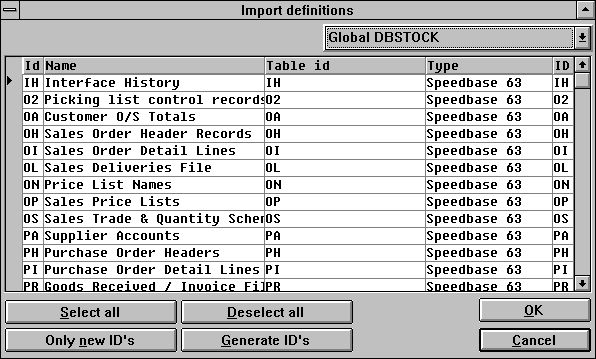 Import definitions
Global DBSTOCK
Id Name Table id Type ID
IH Interface History IH Speedbase 63 IH
O2 Picking list control records O2 Speedbase 63 O2
OA Customer O/S Totals OA Speedbase 63 OA
OH Sales Order Header Records OH Speedbase 63 OH
OI Sales Order Detail Lines OI Speedbase 63 OI
OL Sales Deliveries File OL Speedbase 63 OL
ON Price List Names ON Speedbase 63 ON
OP Sales Price Lists OP Speedbase 63 OP
OS Sales Trade & Quantity Schem OS Speedbase 63 OS
PA Supplier Accounts PA Speedbase 63 PA
PH Purchase Order Headers PH Speedbase 63 PH
PI Purchase Order Detail Lines PI Speedbase 63 PI
PR Goods Received / Invoice Fil PR Speedbase 63 PR
Select all Deselect all OK
Only new ID's Generate ID's Cancel